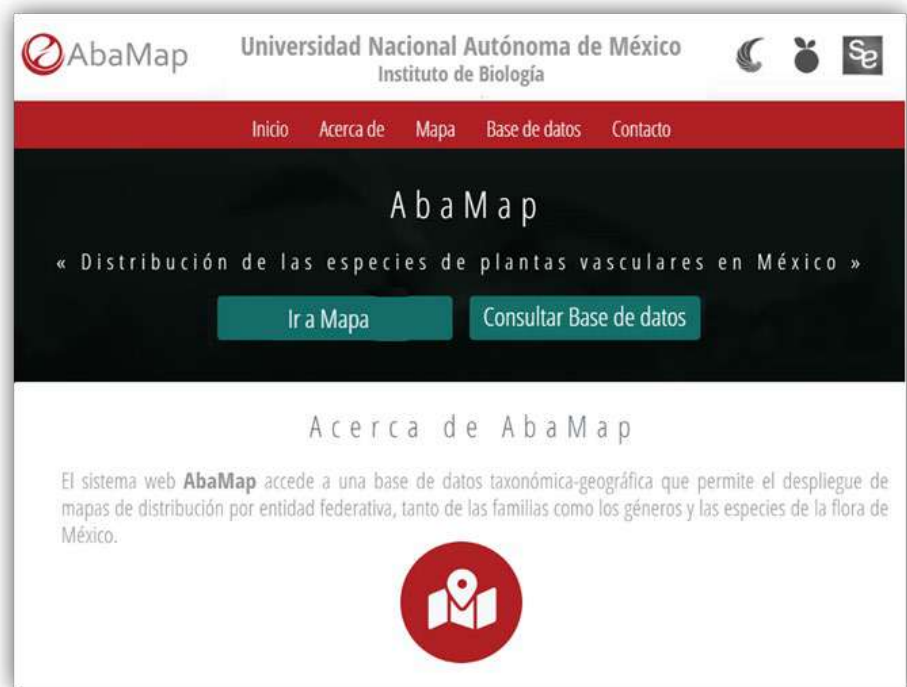 AbaMap
Universidad Nacional Autónoma de México
Instituto de Biología
Se
Inicio Acerca de Mapa Base de datos Contacto
AbaMap
« Distribución de las especies de plantas vasculares en México »
Ir a Mapa Consultar Base de datos
Acerca de AbaMap
El sistema web AbaMap accede a una base de datos taxonómica-geográfica que permite el despliegue de
mapas de distribución por entidad federativa, tanto de las familias como los géneros y las especies de la flora de
México.